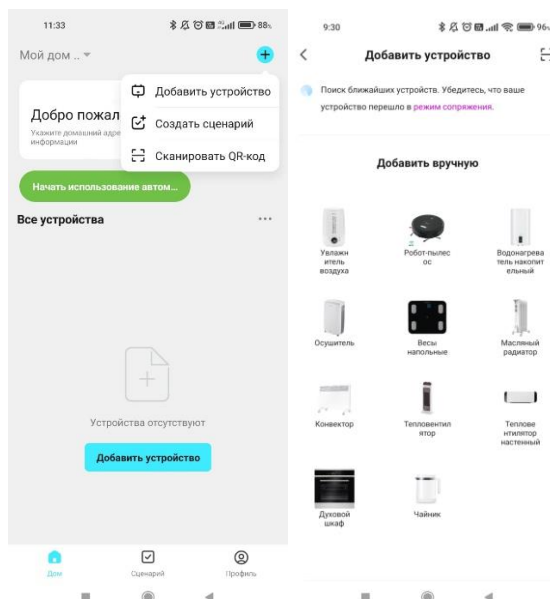 11:33
88%
Мой дом ..
Добавить устройство
Создать сценарий
Сканировать QR-код
Добро пожал
Укажите домашний адре
информации
Начать использование автом...
Все устройства
Устройства отсутствуют
Добавить устройство
Дом
Сценарий
Профиль
9:30
96%
Добавить устройство
Поиск ближайших устройств. Убедитесь, что ваше
устройство перешло в режим сопряжения.
Добавить вручную
Увлажн
итель
воздуха
Робот-пылес
ос
Водонагрева
тель накопит
ельный
Осушитель
Весы
напольные
Масляный
радиатор
Конвектор
Тепловентил
ятор
Теплове
нтилятор
настенный
Духовой
шкаф
Чайник